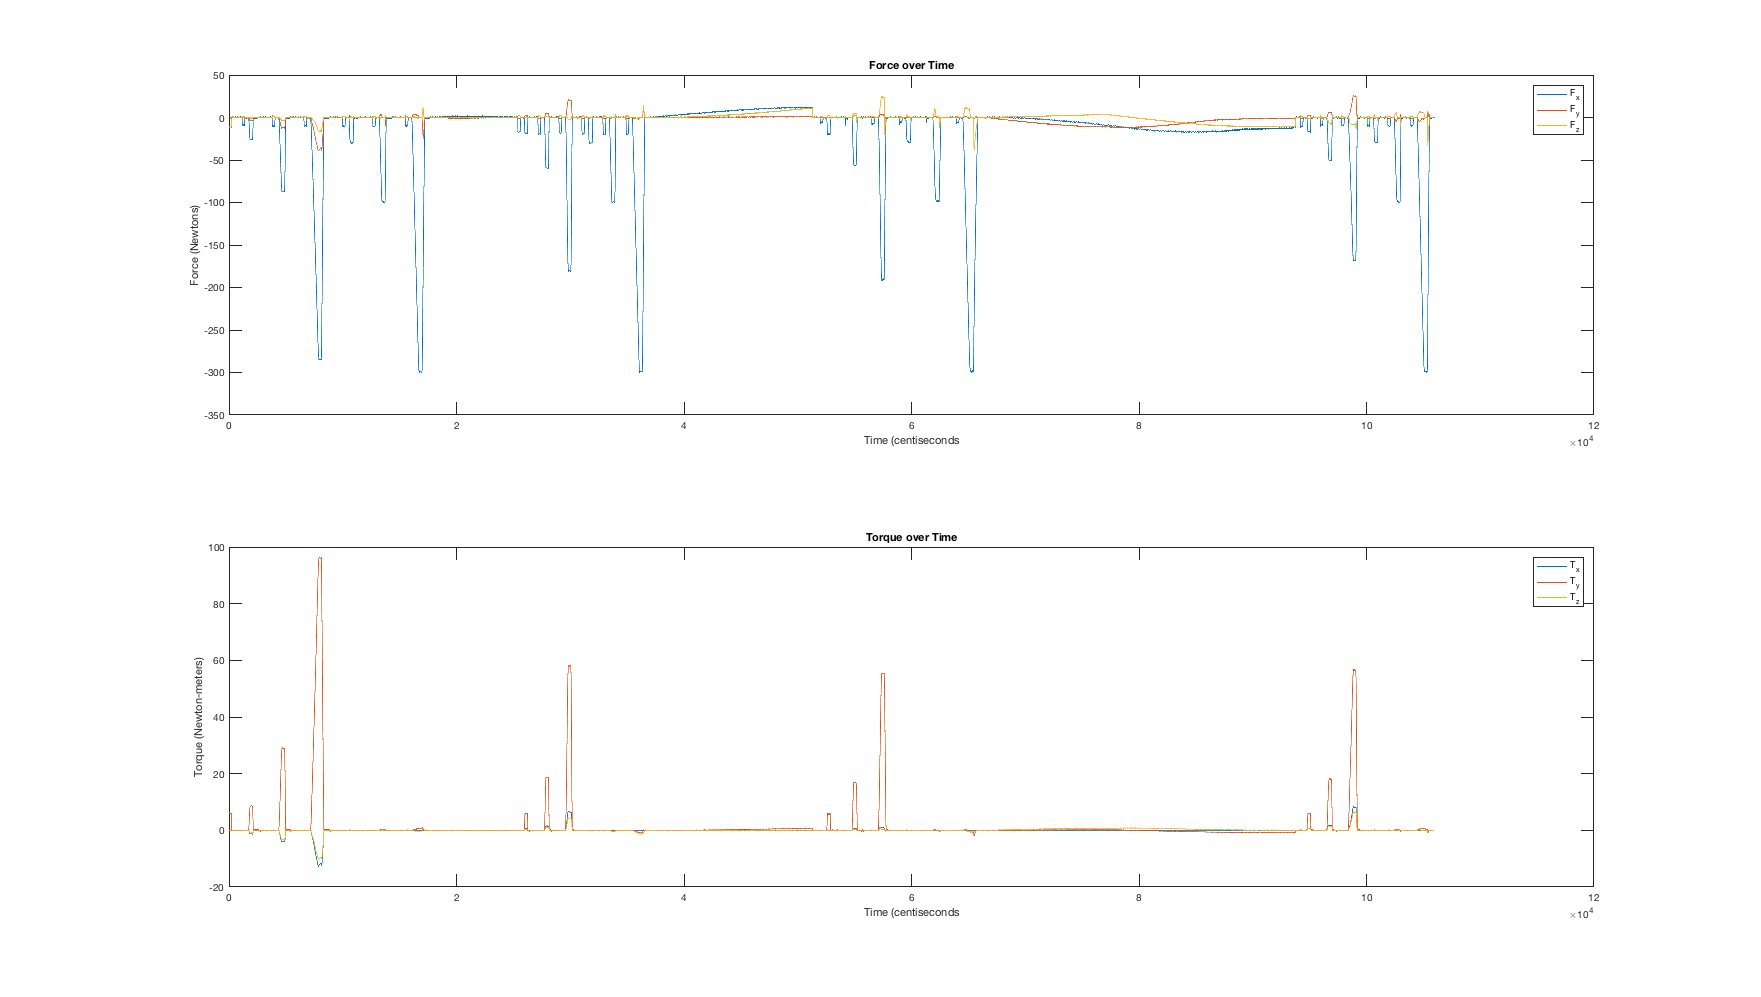 Force over Time
50
0
-50
-100
-150
-200
-250
-300
-350
Force (Newtons)
0 2 4 6 8 10 12
×10^4
Time (centiseconds
F_x
F_y
F_z
Torque over Time
100
80
60
40
20
0
-20
Torque (Newton-meters)
0 2 4 6 8 10 12
×10^4
Time (centiseconds
T_x
T_y
T_z